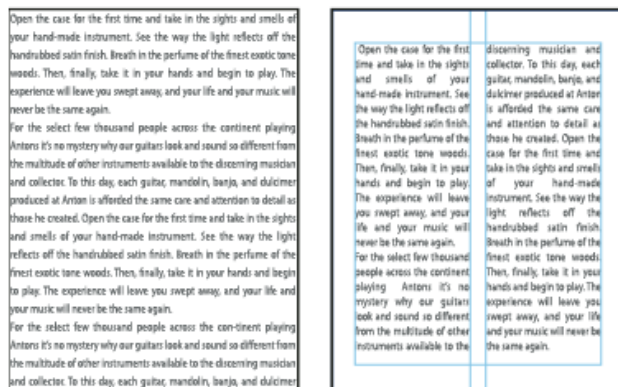 Open the case for the first time and take in the sights and smells of
your hand-made instrument. See the way the light reflects off the
handrubbed satin finish. Breath in the perfume of the finest exotic tone
woods. Then, finally, take it in your hands and begin to play. The
experience will leave you swept away, and your life and your music will
never be the same again.
For the select few thousand people across the continent playing
Antons it's no mystery why our guitars look and sound so different from
the multitude of other instruments available to the discerning musician
and collector. To this day, each guitar, mandolin, banjo, and dulcimer
produced at Anton is afforded the same care and attention to detail as
those he created. Open the case for the first time and take in the sights
and smells of your hand-made instrument. See the way the light
reflects off the handrubbed satin finish. Breath in the perfume of the
finest exotic tone woods. Then, finally, take it in your hands and begin
to play. The experience will leave you swept away, and your life and
your music will never be the same again.
For the select few thousand people across the con-tinent playing
Antons it's no mystery why our guitars look and sound so different from
the multitude of other instruments available to the discerning musician
and collector. To this day, each guitar, mandolin, banjo, and dulcimer
Open the case for the first
time and take in the sights
and smells of your
hand-made instrument. See
the way the light reflects off
the handrubbed satin finish.
Breath in the perfume of the
finest exotic tone woods.
Then, finally, take it in your
hands and begin to play.
The experience will leave
you swept away, and your
life and your music will
never be the same again.
For the select few thousand
people across the continent
playing Antons it's no
mystery why our guitars
look and sound so different
from the multitude of other
instruments available to the
discerning musician and
collector. To this day, each
guitar, mandolin, banjo, and
dulcimer produced at Anton
is afforded the same care
and attention to detail as
those he created. Open the
case for the first time and
take in the sights and smells
of your hand-made
instrument. See the way the
light reflects off the
handrubbed satin finish.
Breath in the perfume of the
finest exotic tone woods.
Then, finally, take it in your
hands and begin to play. The
experience will leave you
swept away, and your life
and your music will never be
the same again.